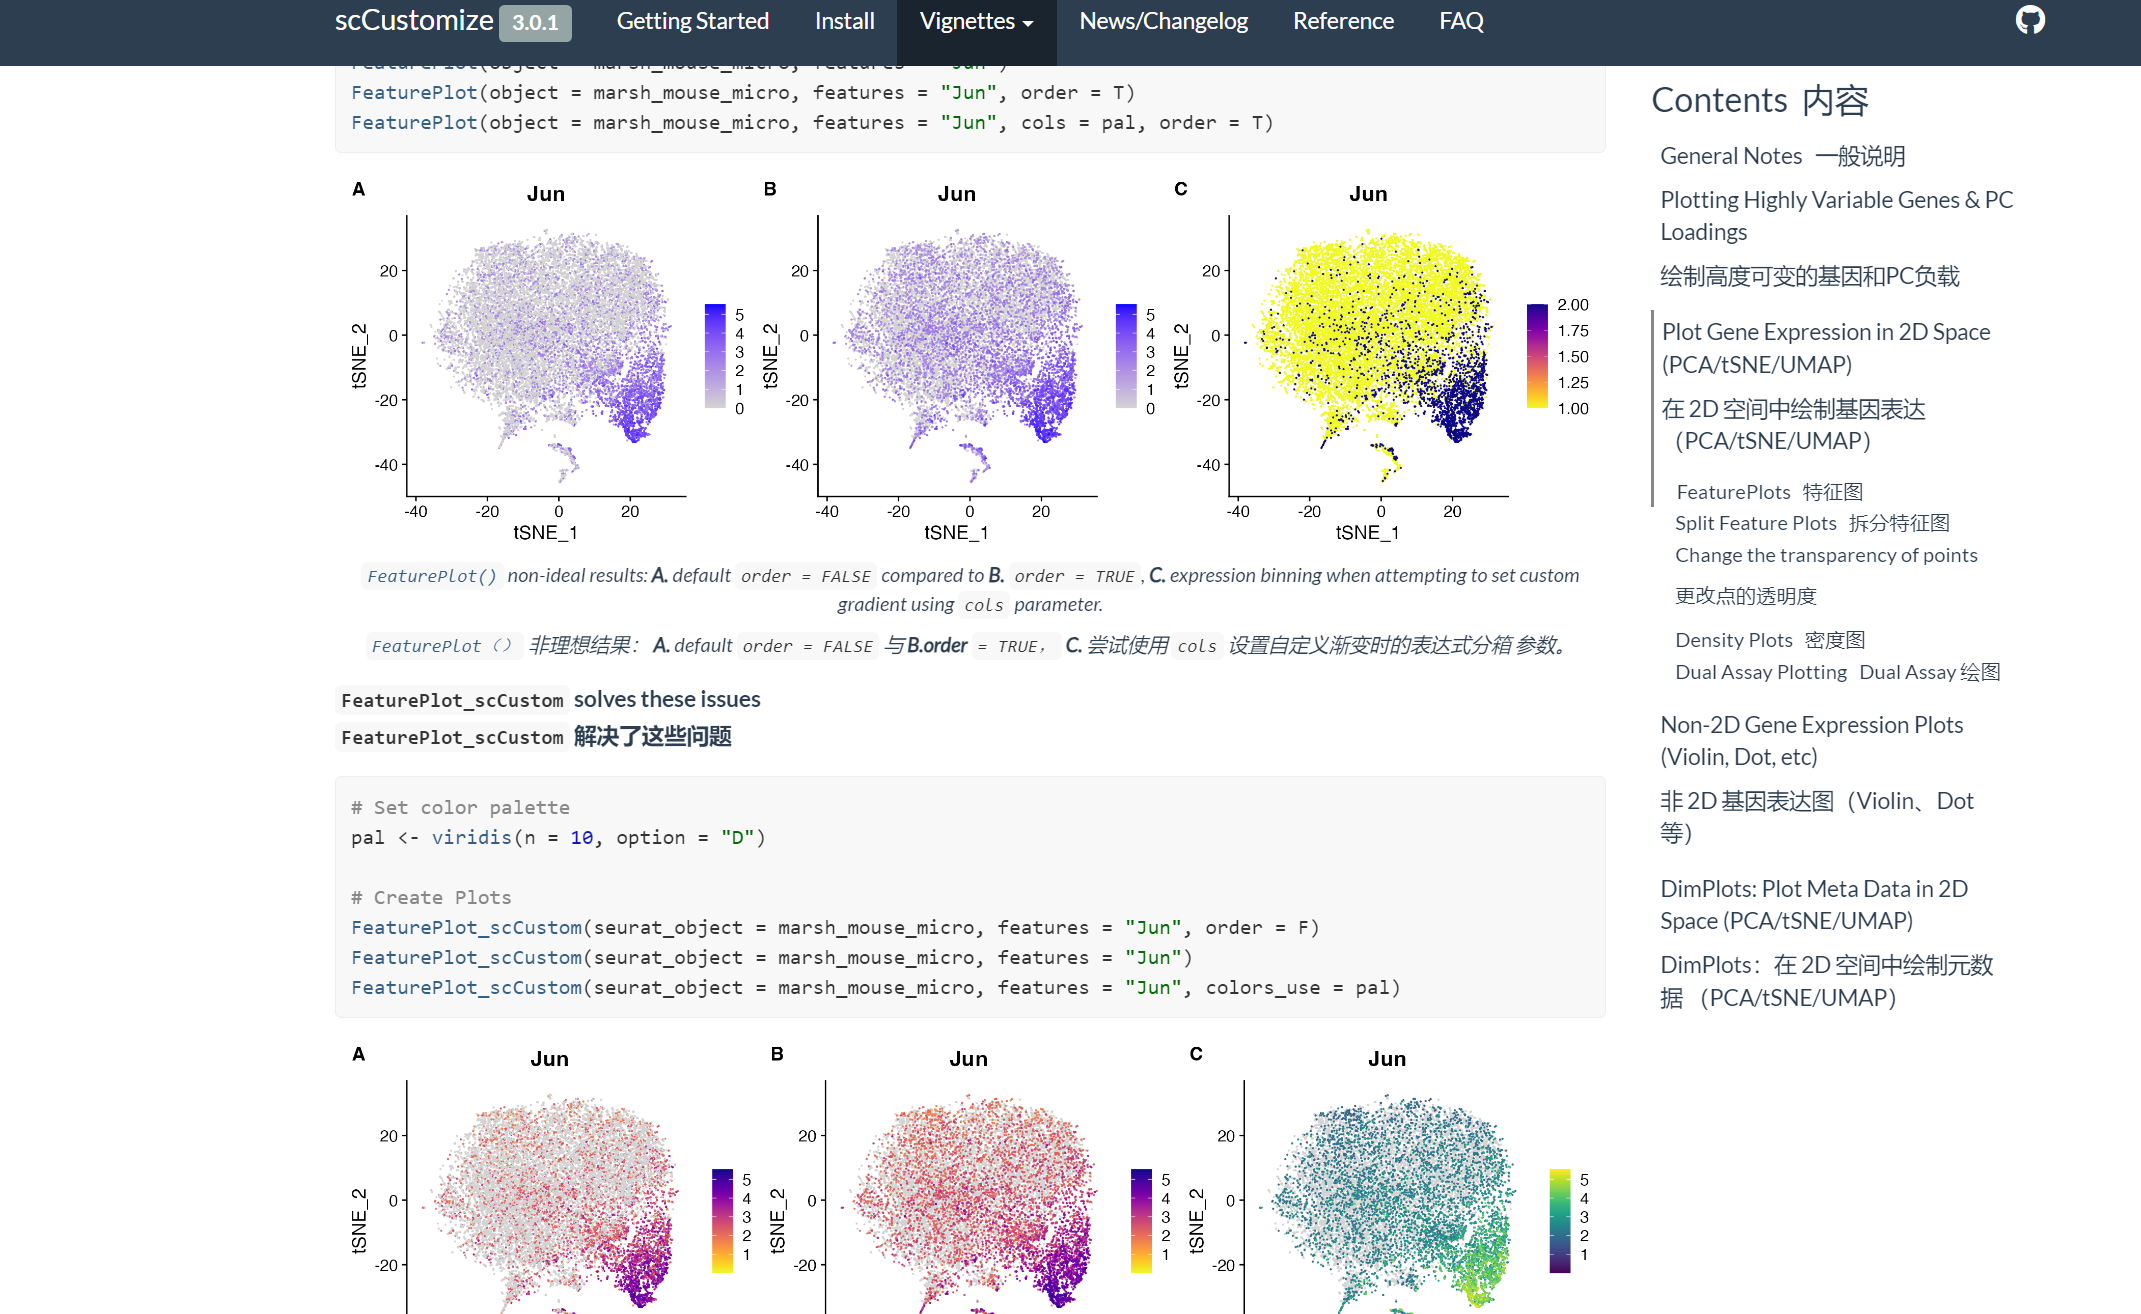 scCustomize 3.0.1 Getting Started Install Vignettes News/Changelog Reference FAQ
FeaturePlot(object = marsh_mouse_micro, features = "Jun")
FeaturePlot(object = marsh_mouse_micro, features = "Jun", order = T)
FeaturePlot(object = marsh_mouse_micro, features = "Jun", cols = pal, order = T)
A Jun
20
0
-20
-40
tSNE_2
-40 -20 0 20
tSNE_1
5
4
3
2
1
0
B Jun
20
0
-20
-40
tSNE_2
-40 -20 0 20
tSNE_1
5
4
3
2
1
0
C Jun
20
0
-20
-40
tSNE_2
-40 -20 0 20
tSNE_1
2.00
1.75
1.50
1.25
1.00
FeaturePlot() non-ideal results: A. default order = FALSE compared to B. order = TRUE, C. expression binning when attempting to set custom
gradient using cols parameter.
FeaturePlot（） 非理想结果： A. default order = FALSE 与 B.order = TRUE， C. 尝试使用 cols 设置自定义渐变时的表达式分箱 参数。
FeaturePlot_scCustom solves these issues
FeaturePlot_scCustom 解决了这些问题
# Set color palette
pal <- viridis(n = 10, option = "D")
# Create Plots
FeaturePlot_scCustom(seurat_object = marsh_mouse_micro, features = "Jun", order = F)
FeaturePlot_scCustom(seurat_object = marsh_mouse_micro, features = "Jun")
FeaturePlot_scCustom(seurat_object = marsh_mouse_micro, features = "Jun", colors_use = pal)
A Jun
20
0
-20
tSNE_2
5
4
3
2
1
B Jun
20
0
-20
tSNE_2
5
4
3
2
1
C Jun
20
0
-20
tSNE_2
5
4
3
2
1
Contents 内容
General Notes 一般说明
Plotting Highly Variable Genes & PC
Loadings
绘制高度可变的基因和PC负载
Plot Gene Expression in 2D Space
(PCA/tSNE/UMAP)
在 2D 空间中绘制基因表达
（PCA/tSNE/UMAP）
FeaturePlots 特征图
Split Feature Plots 拆分特征图
Change the transparency of points
更改点的透明度
Density Plots 密度图
Dual Assay Plotting Dual Assay 绘图
Non-2D Gene Expression Plots
(Violin, Dot, etc)
非 2D 基因表达图（Violin、Dot
等）
DimPlots: Plot Meta Data in 2D
Space (PCA/tSNE/UMAP)
DimPlots：在 2D 空间中绘制元数
据 （PCA/tSNE/UMAP）